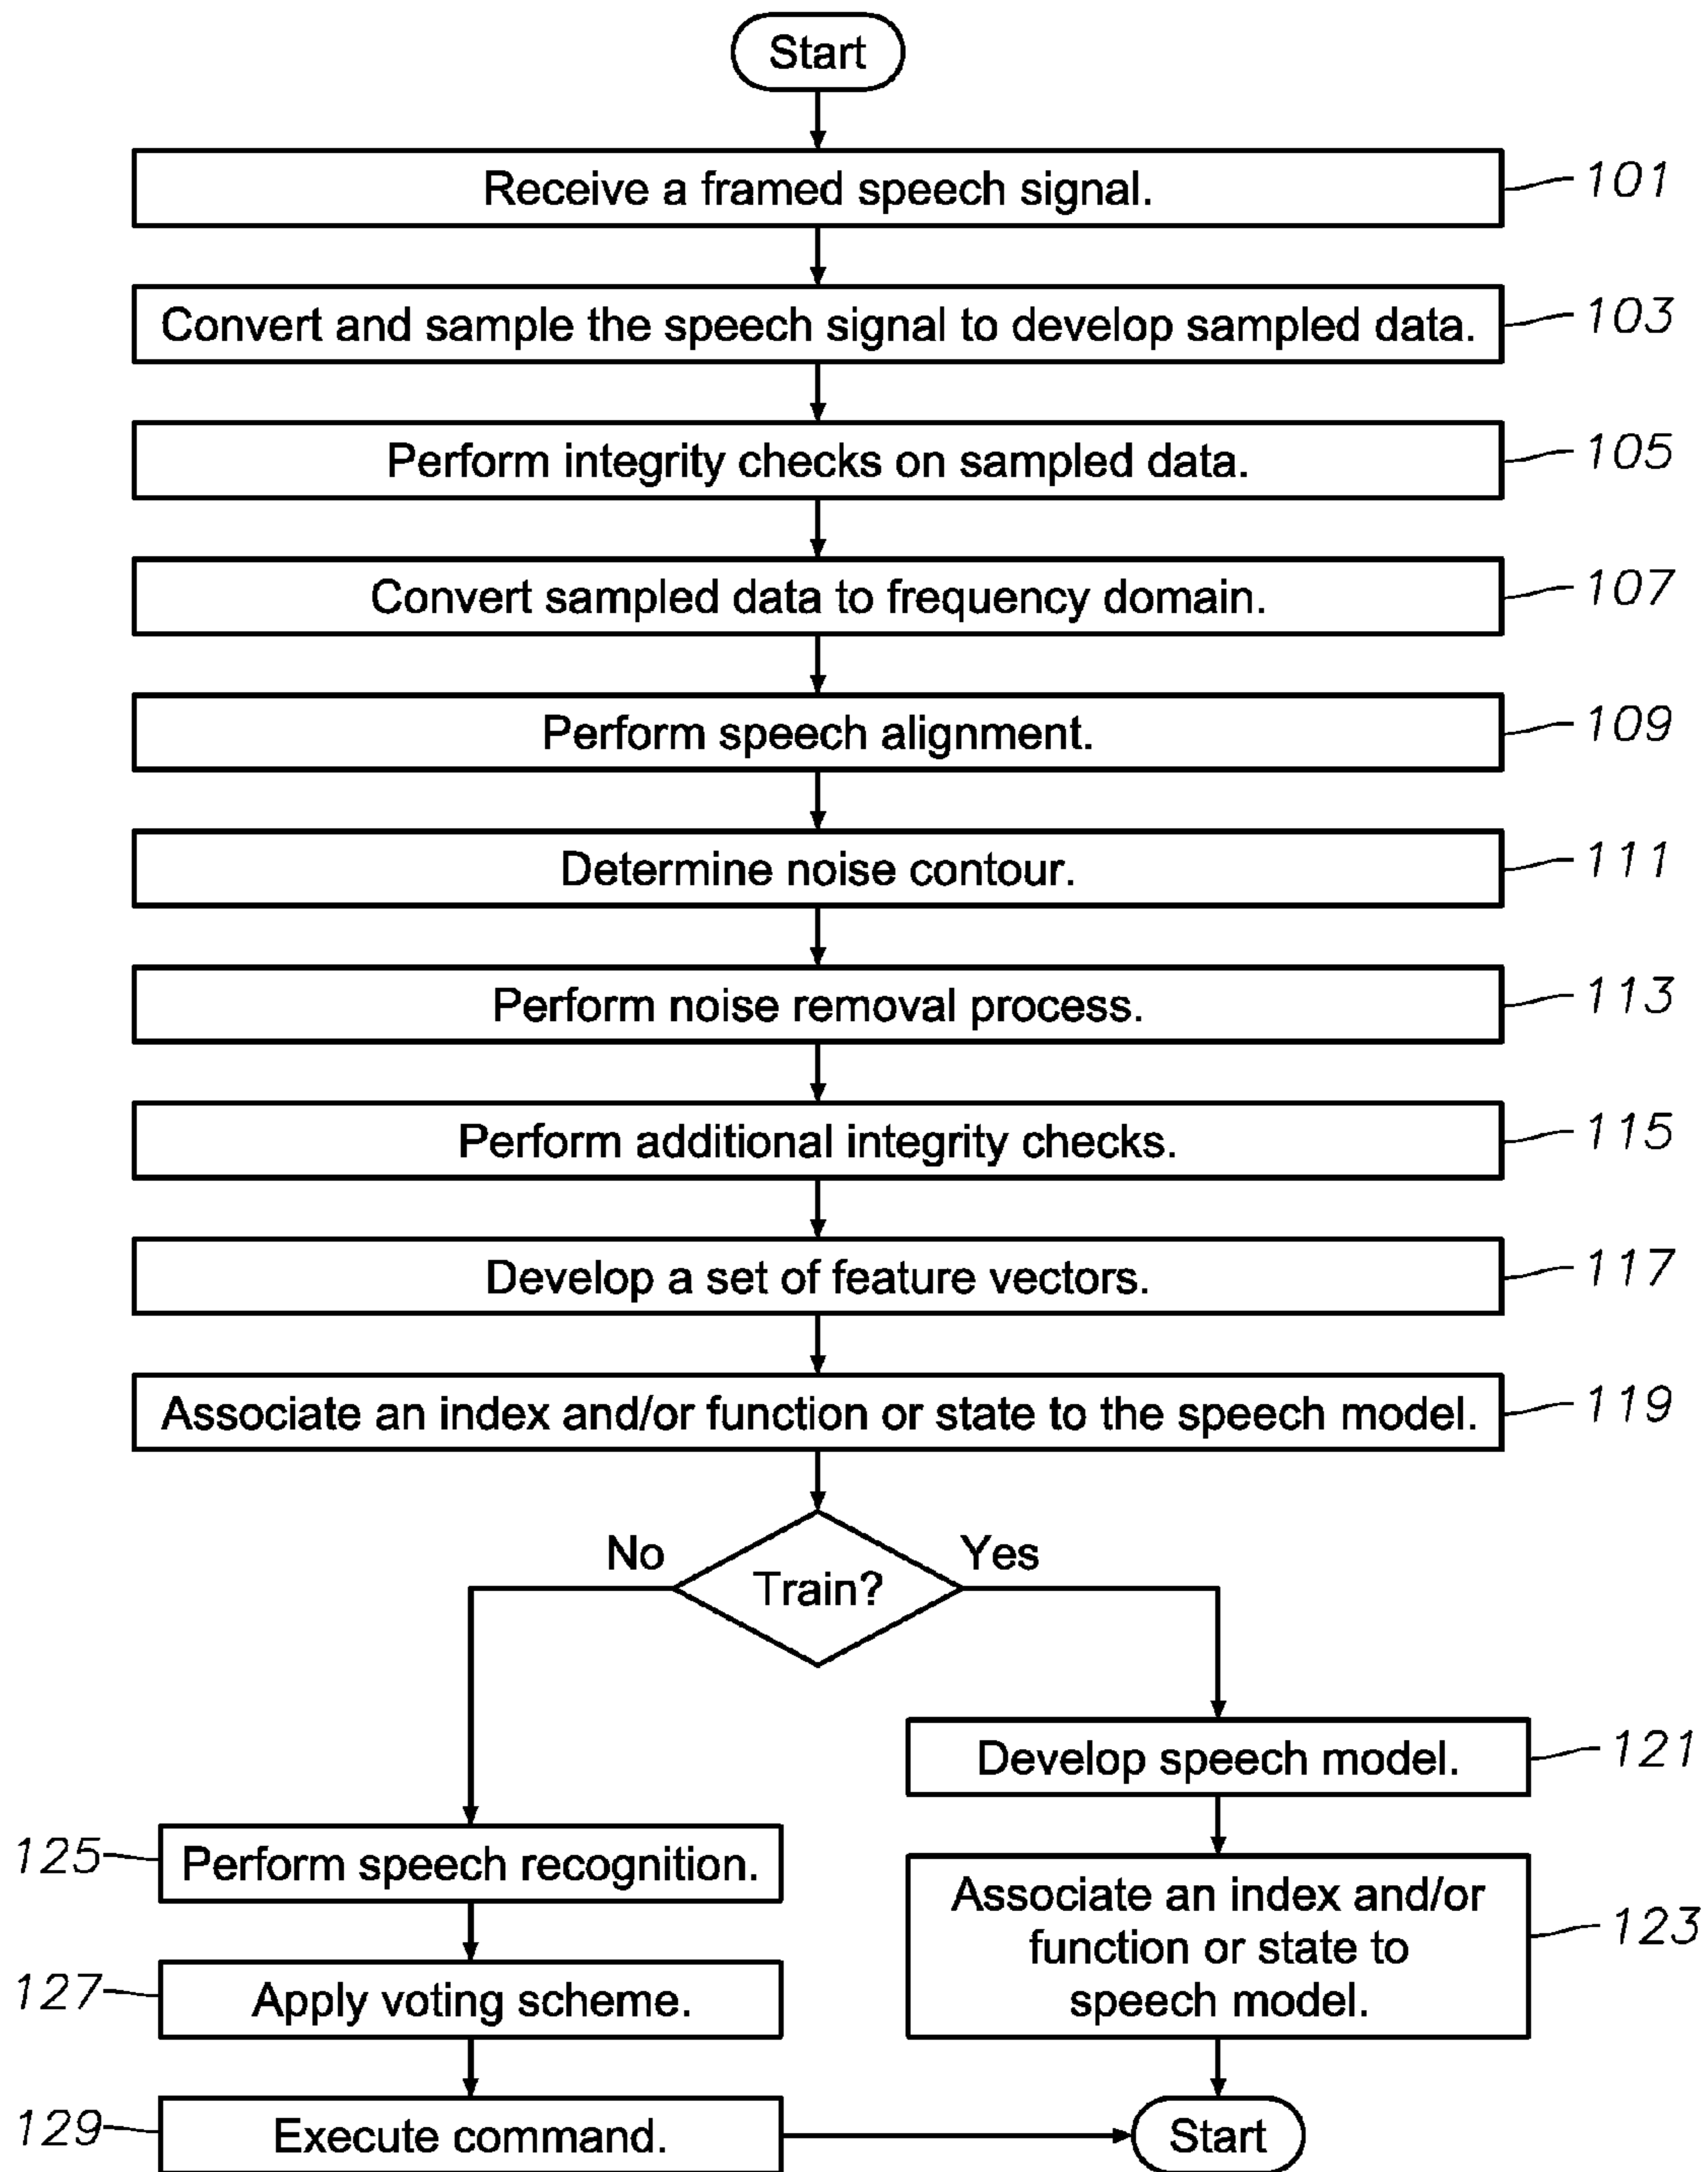 Start
Receive a framed speech signal.
101
Convert and sample the speech signal to develop sampled data.
103
Perform integrity checks on sampled data.
105
Convert sampled data to frequency domain.
107
Perform speech alignment.
109
Determine noise contour.
111
Perform noise removal process.
113
Perform additional integrity checks.
115
Develop a set of feature vectors.
117
Associate an index and/or function or state to the speech model.
119
No
Train?
Yes
Develop speech model.
121
125
Perform speech recognition.
Associate an index and/or
function or state to
speech model.
123
127
Apply voting scheme.
129
Execute command.
Start